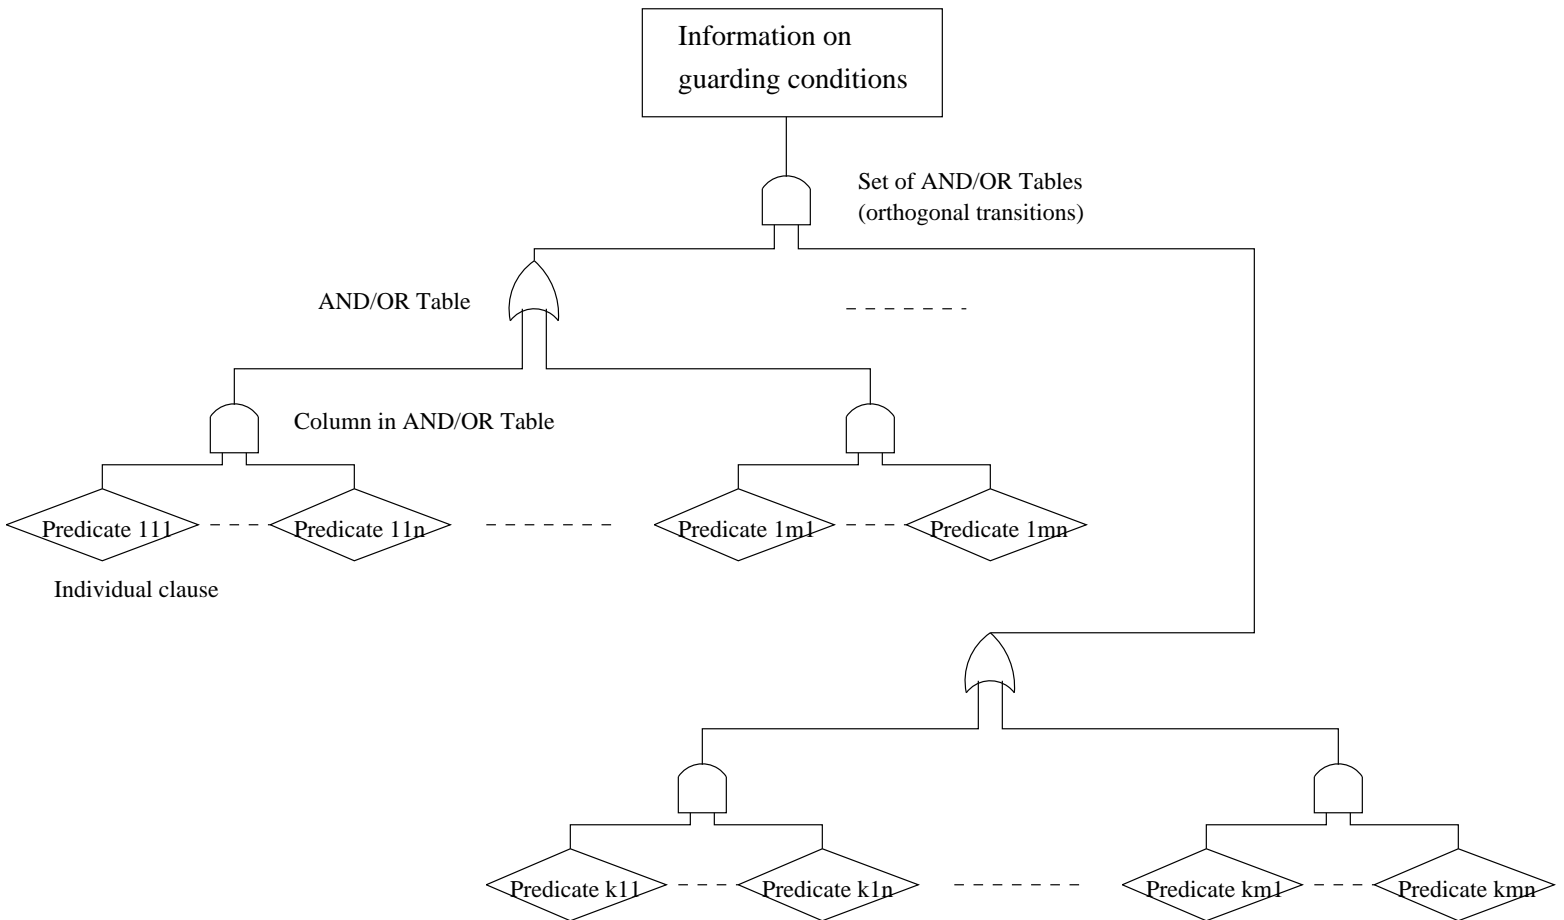 Information on
guarding conditions
Set of AND/OR Tables
(orthogonal transitions)
AND/OR Table
Column in AND/OR Table
Predicate 111
Predicate 11n
Predicate 1m1
Predicate 1mn
Individual clause
Predicate k11
Predicate k1n
Predicate km1
Predicate kmn